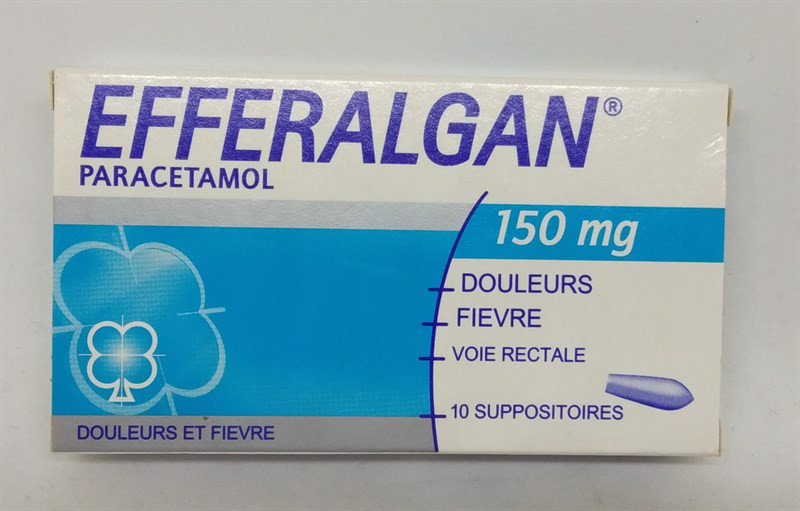 EFFERALGAN®
PARACETAMOL
150 mg
DOULEURS
FIEVRE
VOIE RECTALE
10 SUPPOSITOIRES
DOULEURS ET FIEVRE